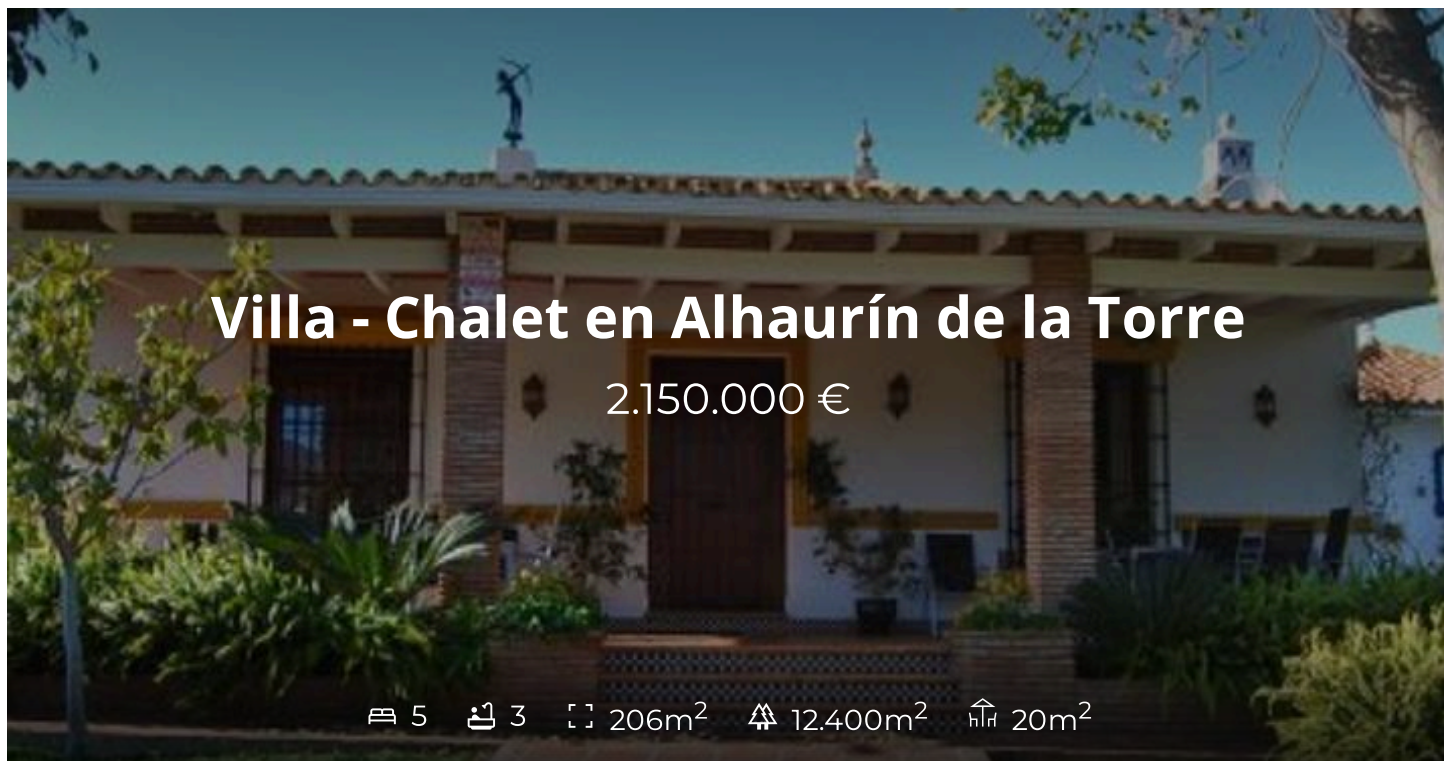 Villa - Chalet en Alhaurín de la Torre
2.150.000 €
5 3 206m² 12.400m² 20m²